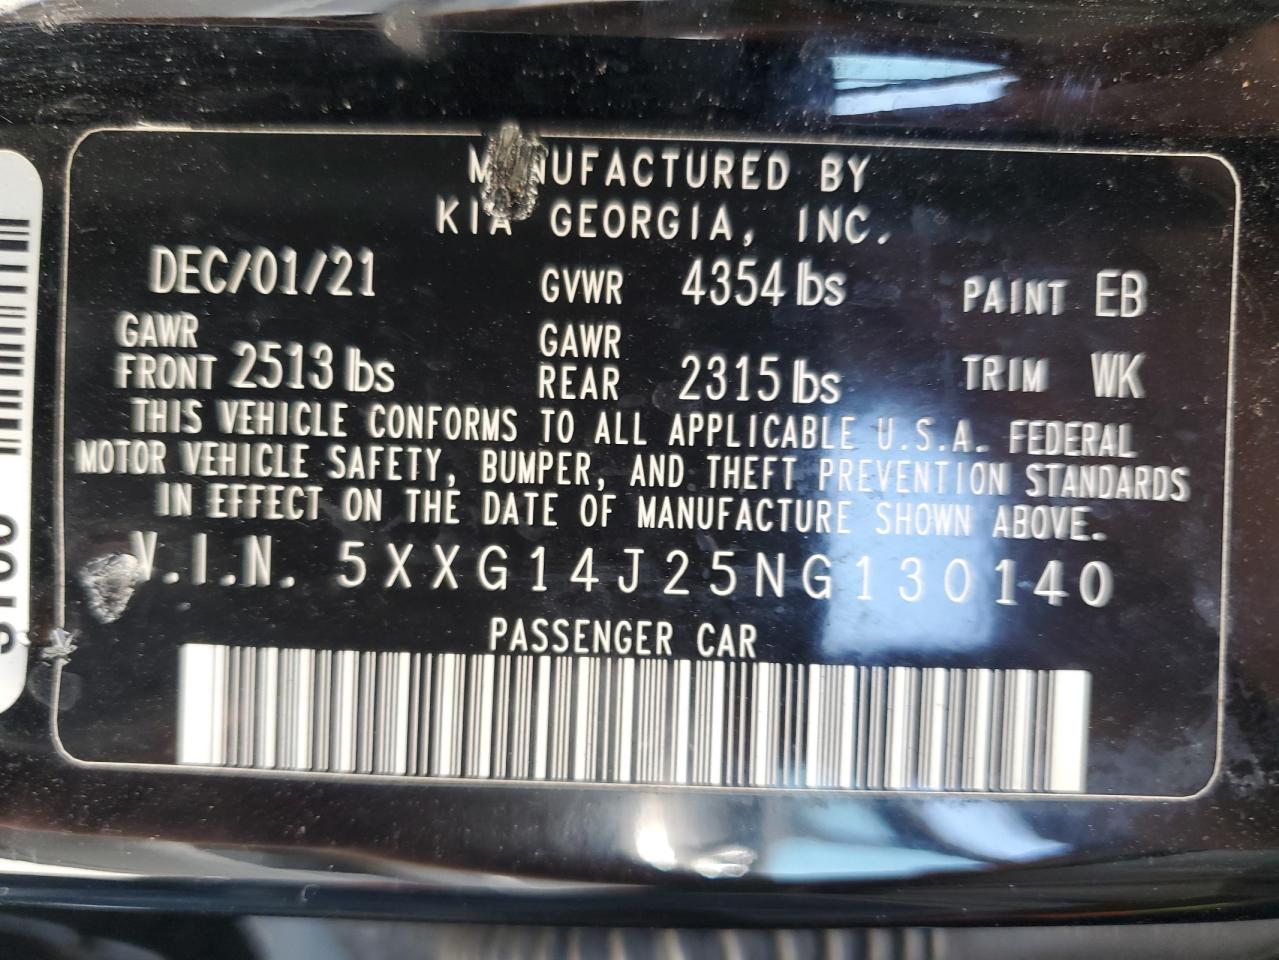 MANUFACTURED BY
KIA GEORGIA, INC.
DEC/01/21 GVWR 4354 lbs PAINT EB
GAWR FRONT 2513 lbs GAWR REAR 2315 lbs TRIM WK
THIS VEHICLE CONFORMS TO ALL APPLICABLE U.S.A. FEDERAL
MOTOR VEHICLE SAFETY, BUMPER, AND THEFT PREVENTION STANDARDS
IN EFFECT ON THE DATE OF MANUFACTURE SHOWN ABOVE.
V.I.N. 5XXG14J25NG130140
PASSENGER CAR